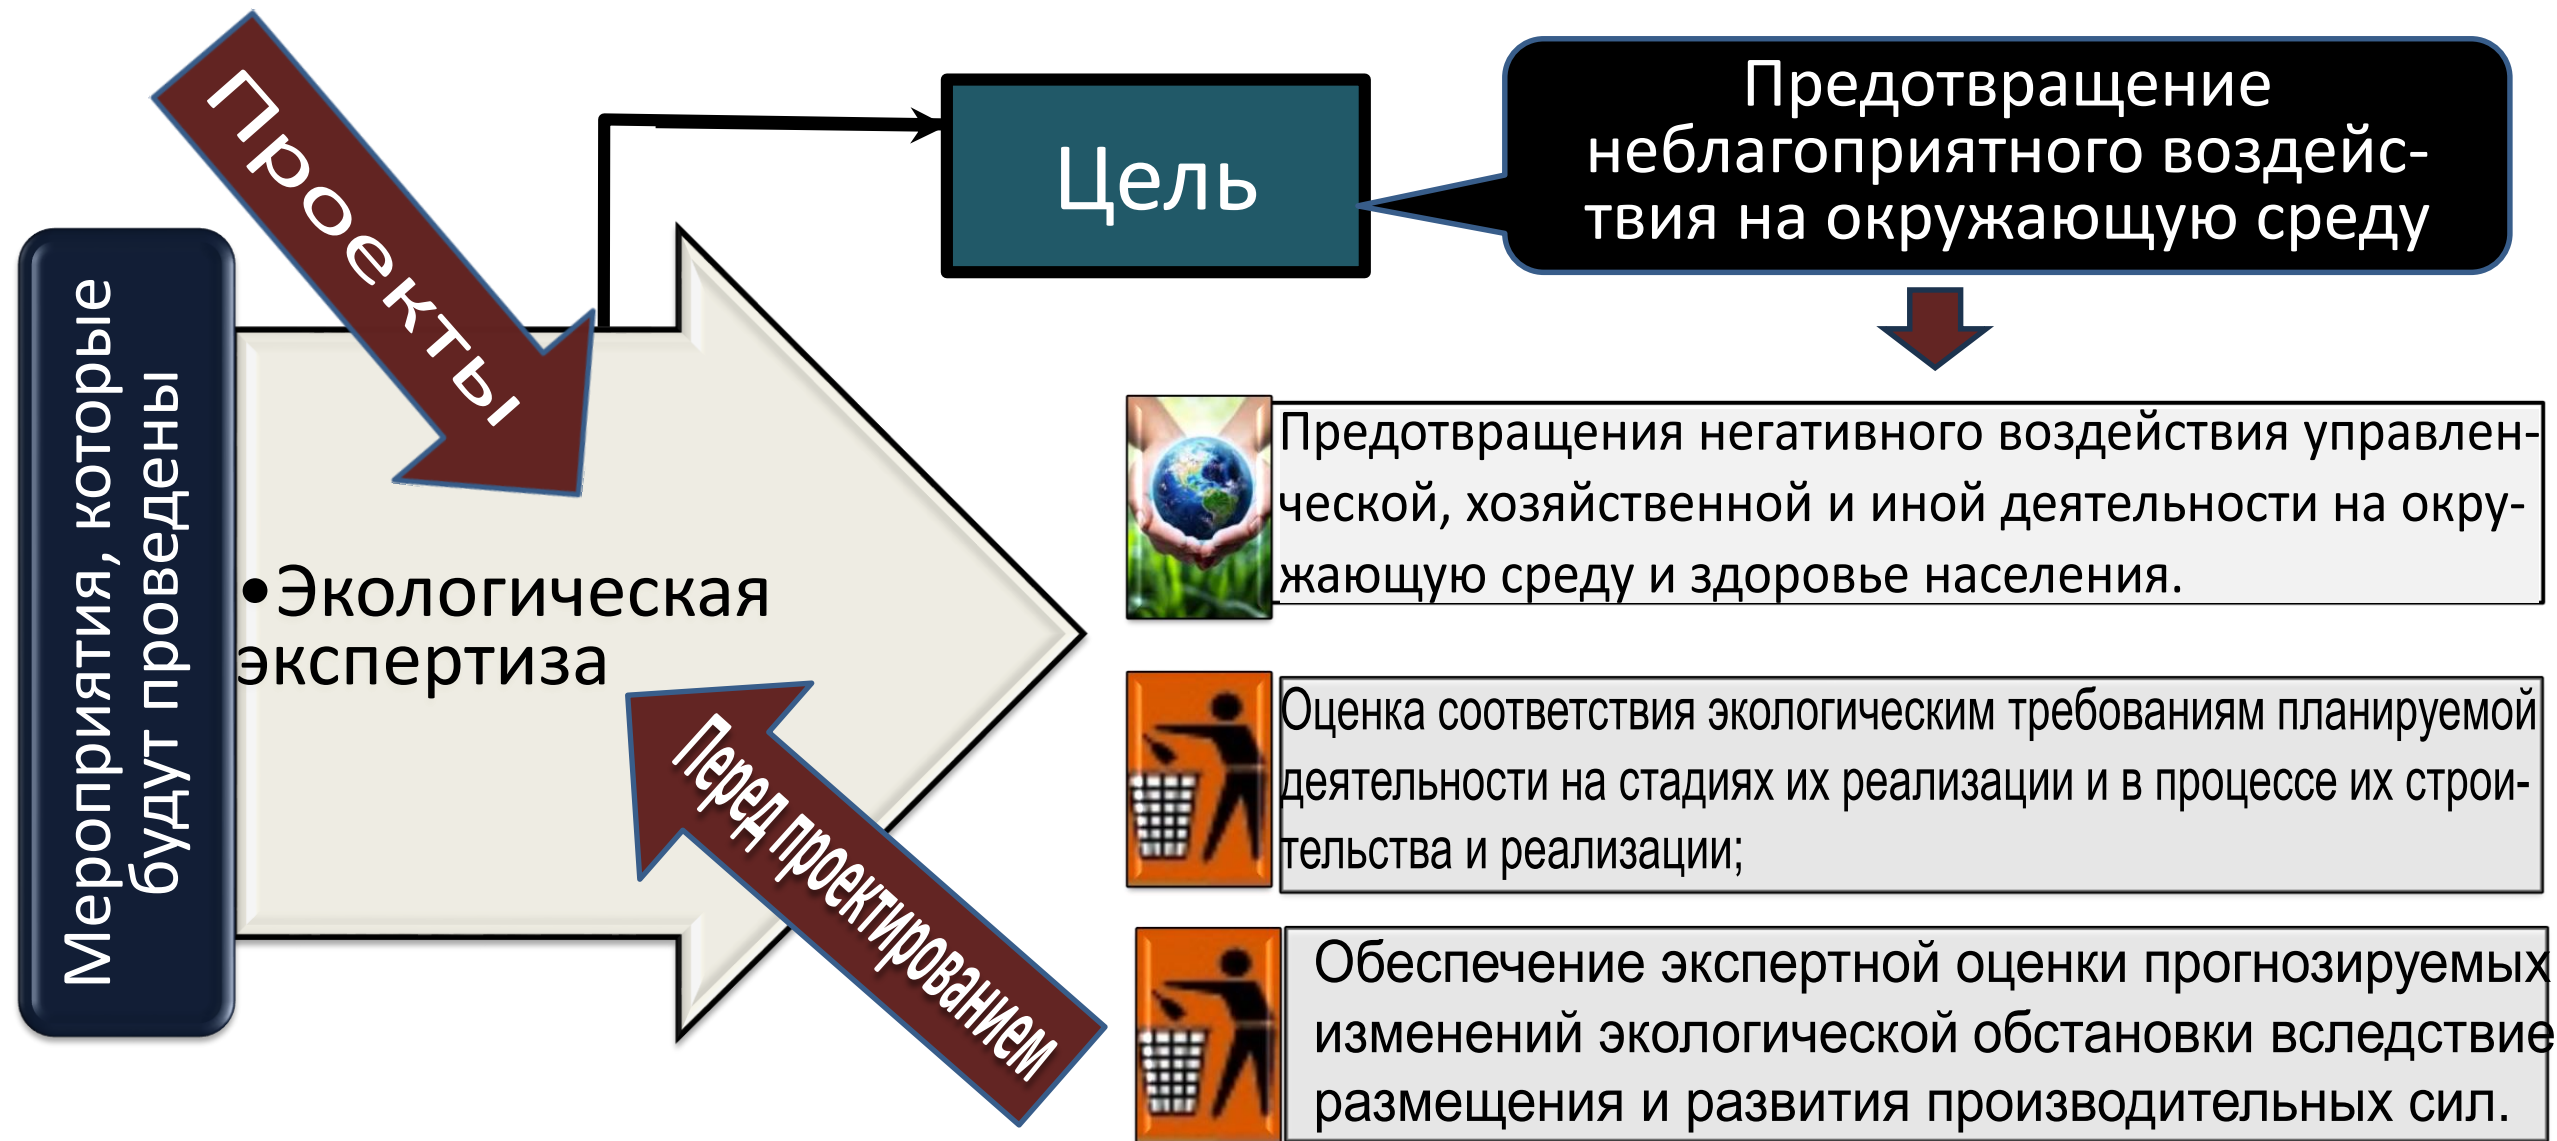 Проекты
Цель
Предотвращение
неблагоприятного воздейс-
твия на окружающую среду
Мероприятия, которые
будут проведены
•Экологическая
экспертиза
Перед проектированием
Предотвращения негативного воздействия управлен-
ческой, хозяйственной и иной деятельности на окру-
жающую среду и здоровье населения.
Оценка соответствия экологическим требованиям планируемой
деятельности на стадиях их реализации и в процессе их строи-
тельства и реализации;
Обеспечение экспертной оценки прогнозируемых
изменений экологической обстановки вследствие
размещения и развития производительных сил.